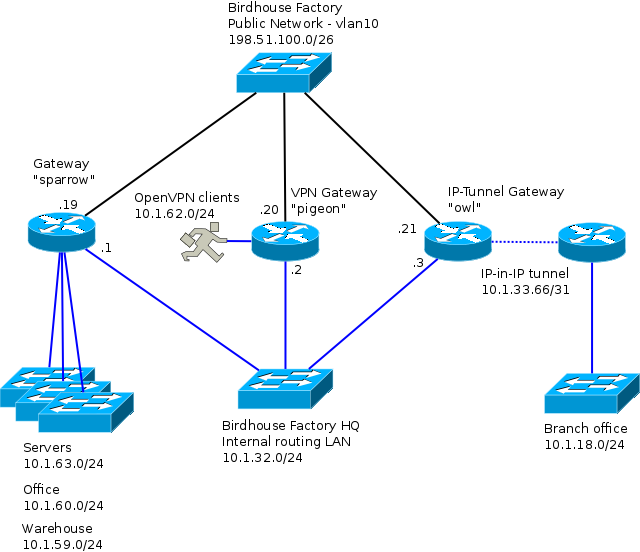 Birdhouse Factory
Public Network - vlan10
198.51.100.0/26
Gateway
"sparrow"
.19
.1
OpenVPN clients
10.1.62.0/24
VPN Gateway
"pigeon"
.20
.2
IP-Tunnel Gateway
"owl"
.21
.3
IP-in-IP tunnel
10.1.33.66/31
Birdhouse Factory HQ
Internal routing LAN
10.1.32.0/24
Branch office
10.1.18.0/24
Servers
10.1.63.0/24
Office
10.1.60.0/24
Warehouse
10.1.59.0/24